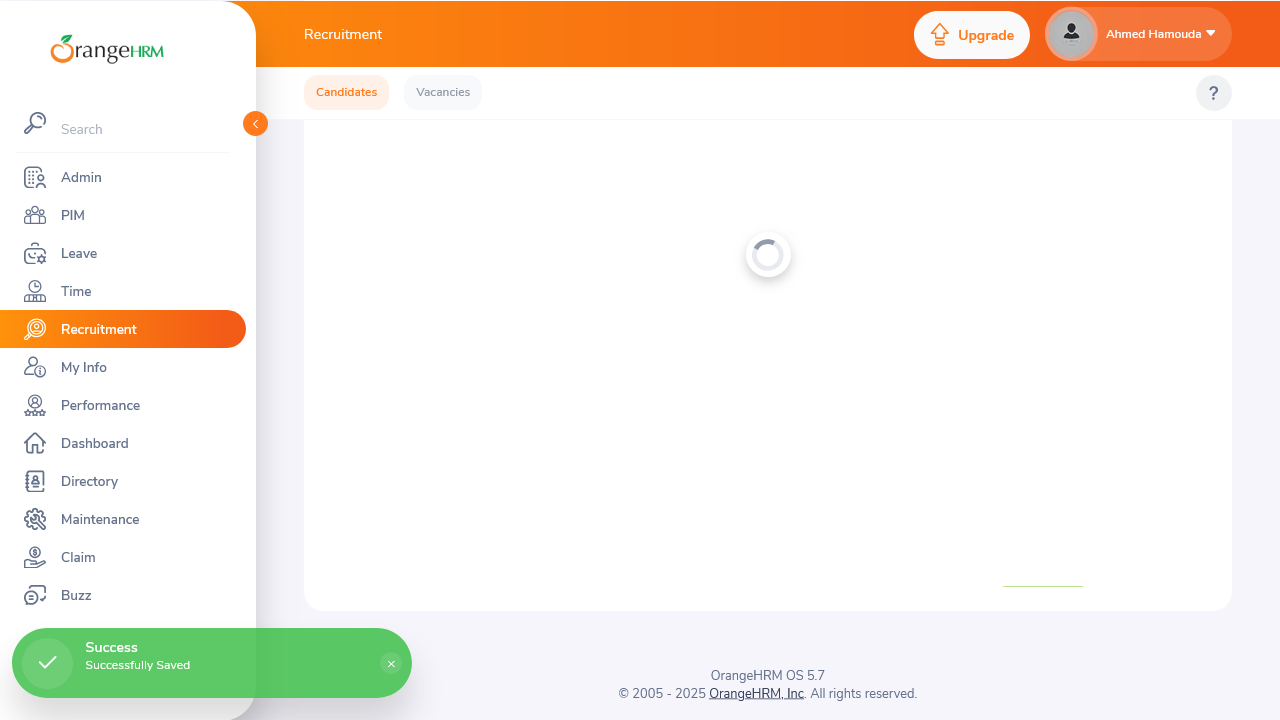 OrangeHRM
Recruitment
Upgrade
Ahmed Hamouda
Candidates
Vacancies
?
Search
Admin
PIM
Leave
Time
Recruitment
My Info
Performance
Dashboard
Directory
Maintenance
Claim
Buzz
Success
Successfully Saved
OrangeHRM OS 5.7
© 2005 - 2025 OrangeHRM, Inc. All rights reserved.